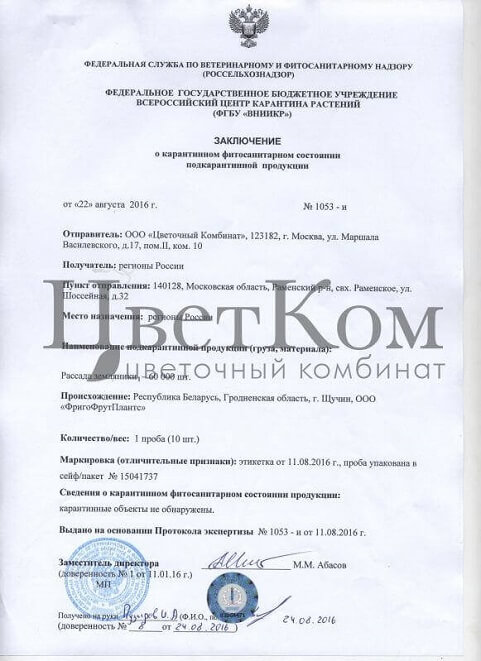 ФЕДЕРАЛЬНАЯ СЛУЖБА ПО ВЕТЕРИНАРНОМУ И ФИТОСАНИТАРНОМУ НАДЗОРУ
(РОССЕЛЬХОЗНАДЗОР)
ФЕДЕРАЛЬНОЕ ГОСУДАРСТВЕННОЕ БЮДЖЕТНОЕ УЧРЕЖДЕНИЕ
ВСЕРОССИЙСКИЙ ЦЕНТР КАРАНТИНА РАСТЕНИЙ
(ФГБУ «ВНИИКР»)
ЗАКЛЮЧЕНИЕ
о карантинном фитосанитарном состоянии
подкарантинной продукции
от «22» августа 2016 г. № 1053 - и
Отправитель: ООО «Цветочный Комбинат», 123182, г. Москва, ул. Маршала
Василевского, д.17, пом.II, ком. 10
Получатель: регионы России
Пункт отправления: 140128, Московская область, Раменский р-н, свх. Раменское, ул.
Шоссейная, д.32
Место назначения: регионы России
ЦветКом
Наименование подкарантинной продукции (груза, материала):
цветочный комбинат
Рассада земляники, – 60 000 шт.
Происхождение: Республика Беларусь, Гродненская область, г. Щучин, ООО
«ФригоФрутПлантс»
Количество/вес: 1 проба (10 шт.)
Маркировка (отличительные признаки): этикетка от 11.08.2016 г., проба упакована в
сейф/пакет № 15041737
Сведения о карантинном фитосанитарном состоянии продукции:
карантинные объекты не обнаружены.
Выдано на основании Протокола экспертизы № 1053 - и от 11.08.2016 г.
Заместитель директора М.М. Абасов
(доверенность № 1 от 11.01.16 г.)
МП
Получено на руки (Ф.И.О., 24.08.2016
(доверенность № 8 от 24.08.2016)